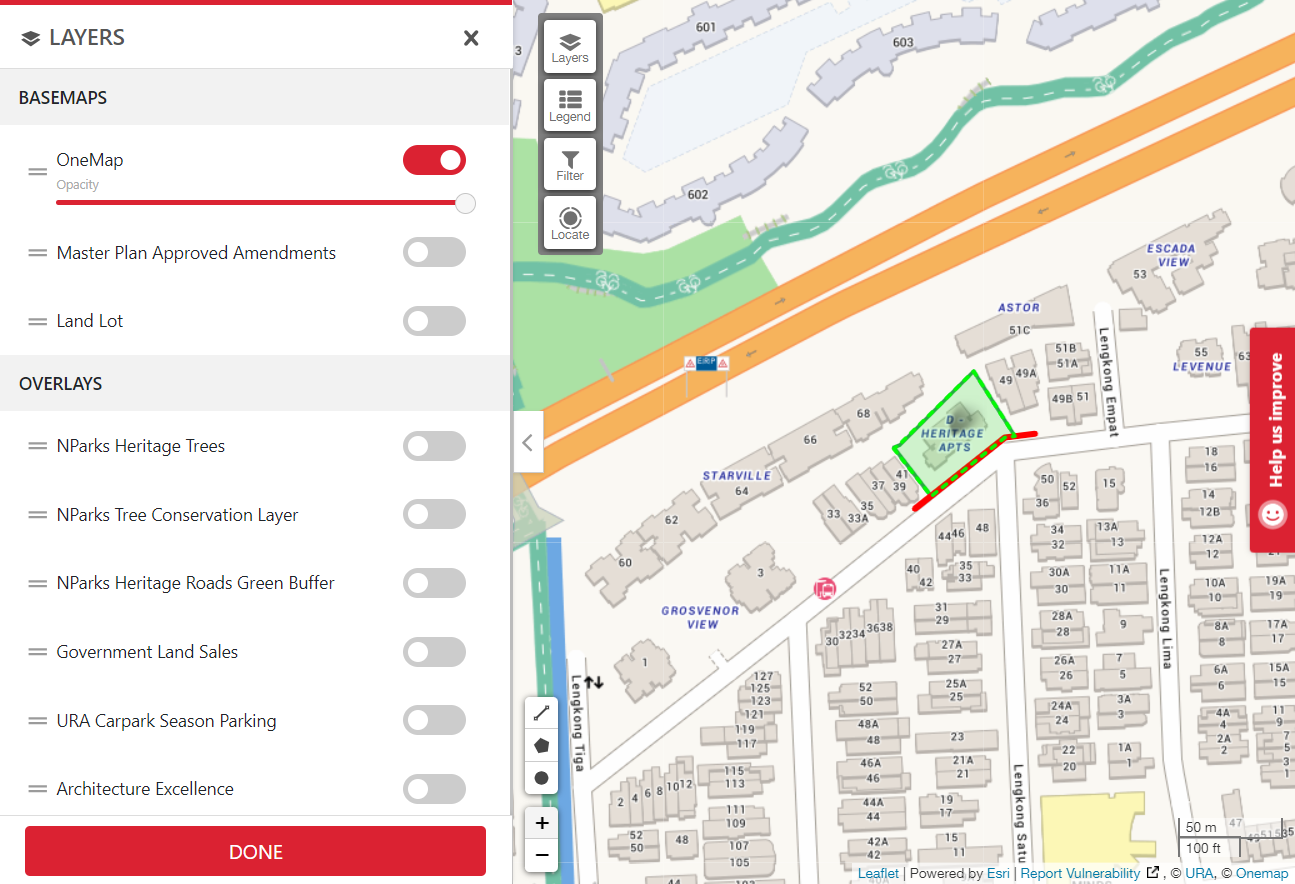 LAYERS
BASEMAPS
OneMap
Opacity
Master Plan Approved Amendments
Land Lot
OVERLAYS
NParks Heritage Trees
NParks Tree Conservation Layer
NParks Heritage Roads Green Buffer
Government Land Sales
URA Carpark Season Parking
Architecture Excellence
DONE
Layers
Legend
Filter
Locate
3
601
603
602
ESCADA
VIEW
53
ASTOR
51C
51B
51A
49
49A
49B
51
Lengkong Empat
55
63
LEVENUE
Help us improve
ERP
68
66
D -
HERITAGE
APTS
STARVILLE
64
62
60
41
39
37
35
33
33A
18
16
14
12B
12A
12
50
52
36
15
34
32
13A
13
48
46
44
40
42
35
33
3
GROSVENOR
VIEW
1
31
29
30
32
34
36
38
27A
27
25A
25
23
21A
21
19
17
15
11
30A
30
11A
11
28A
28
9
26A
26
7
5
24A
24
3A
3
22
20
1A
1
10A
10
19A
19
8A
8
17A
17
6A
6
15A
15
4A
4
2A
2
11
9
7
5
3
1
Lengkong Lima
Lengkong Tiga
Lengkong Satu
127
125
123
121
119
117
115
113
111
109
107
105
52
50
48A
48
46A
46
44A
44
42A
42
2
4
6
8
10
12
52
50
48
47
+
−
50 m
100 ft
Leaflet | Powered by Esri | Report Vulnerability , © URA, © Onemap